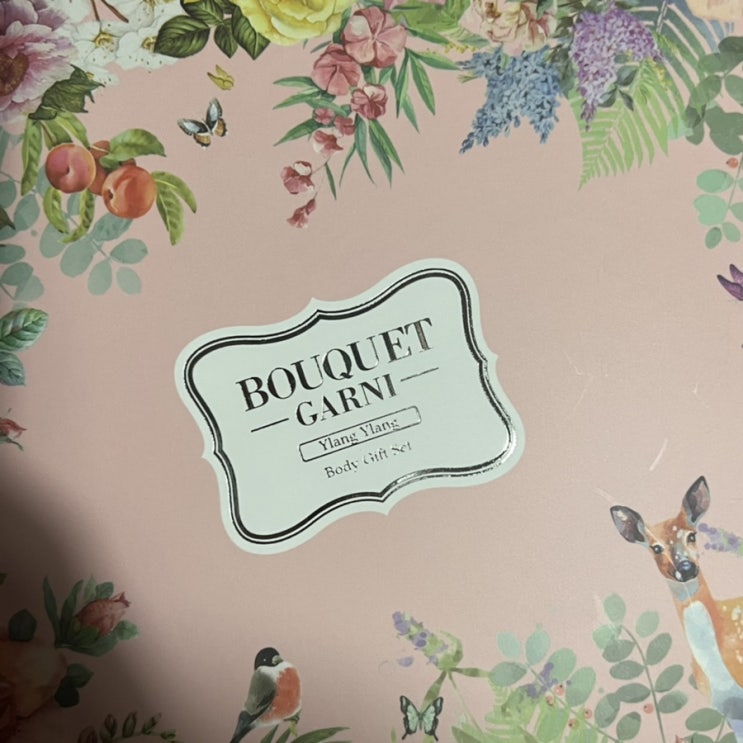 BOUQUET
GARNI
Ylang Ylang
Body Gift Set